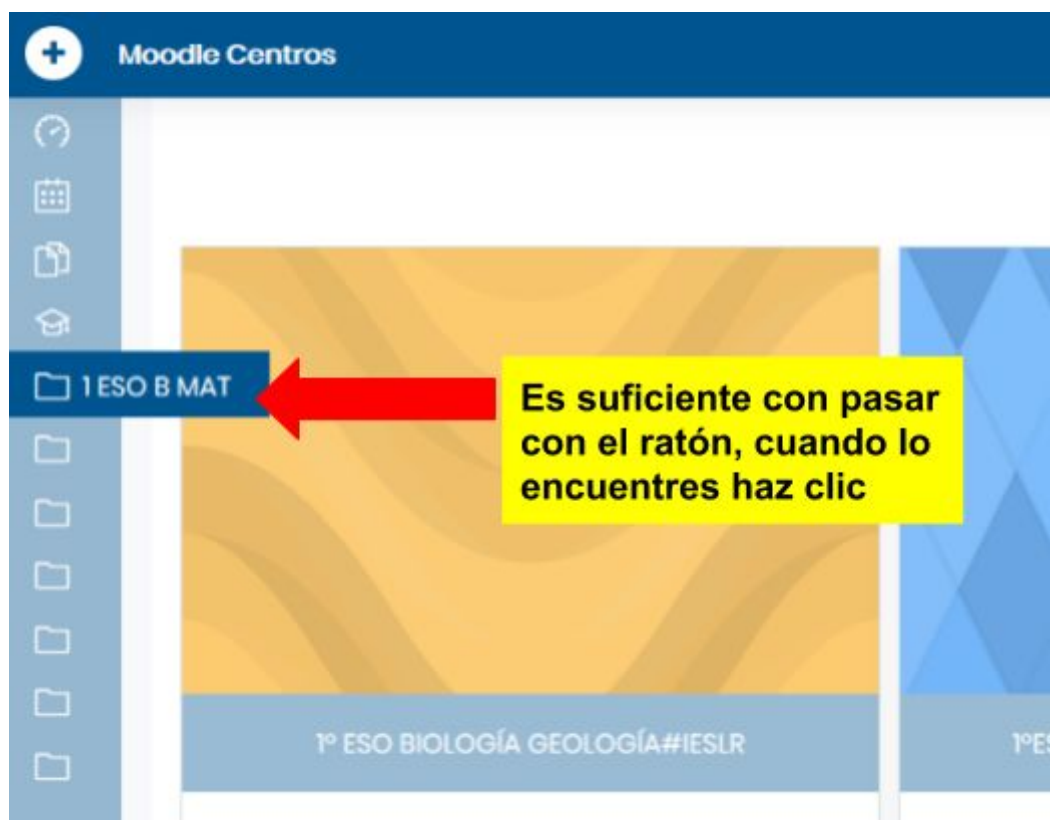 Moodle Centros
1 ESO B MAT
Es suficiente con pasar
con el ratón, cuando lo
encuentres haz clic
1º ESO BIOLOGÍA GEOLOGÍA#IESLR